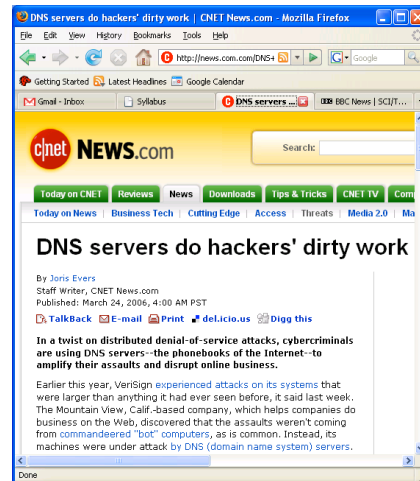 DNS servers do hackers' dirty work | CNET News.com - Mozilla Firefox
File Edit View History Bookmarks Tools Help
http://news.com.com/DNS+ Google
Getting Started Latest Headlines Google Calendar
Gmail - Inbox Syllabus DNS servers ... BBC News | SCI/T...
c|net NEWS.com Search:
Today on CNET Reviews News Downloads Tips & Tricks CNET TV Com
Today on News Business Tech Cutting Edge Access Threats Media 2.0 Ma
DNS servers do hackers' dirty work
By Joris Evers
Staff Writer, CNET News.com
Published: March 24, 2006, 4:00 AM PST
TalkBack E-mail Print del.icio.us Digg this
In a twist on distributed denial-of-service attacks, cybercriminals
are using DNS servers--the phonebooks of the Internet--to
amplify their assaults and disrupt online business.
Earlier this year, VeriSign experienced attacks on its systems that
were larger than anything it had ever seen before, it said last week.
The Mountain View, Calif.-based company, which helps companies do
business on the Web, discovered that the assaults weren't coming
from commandeered "bot" computers, as is common. Instead, its
machines were under attack by DNS (domain name system) servers.
Done